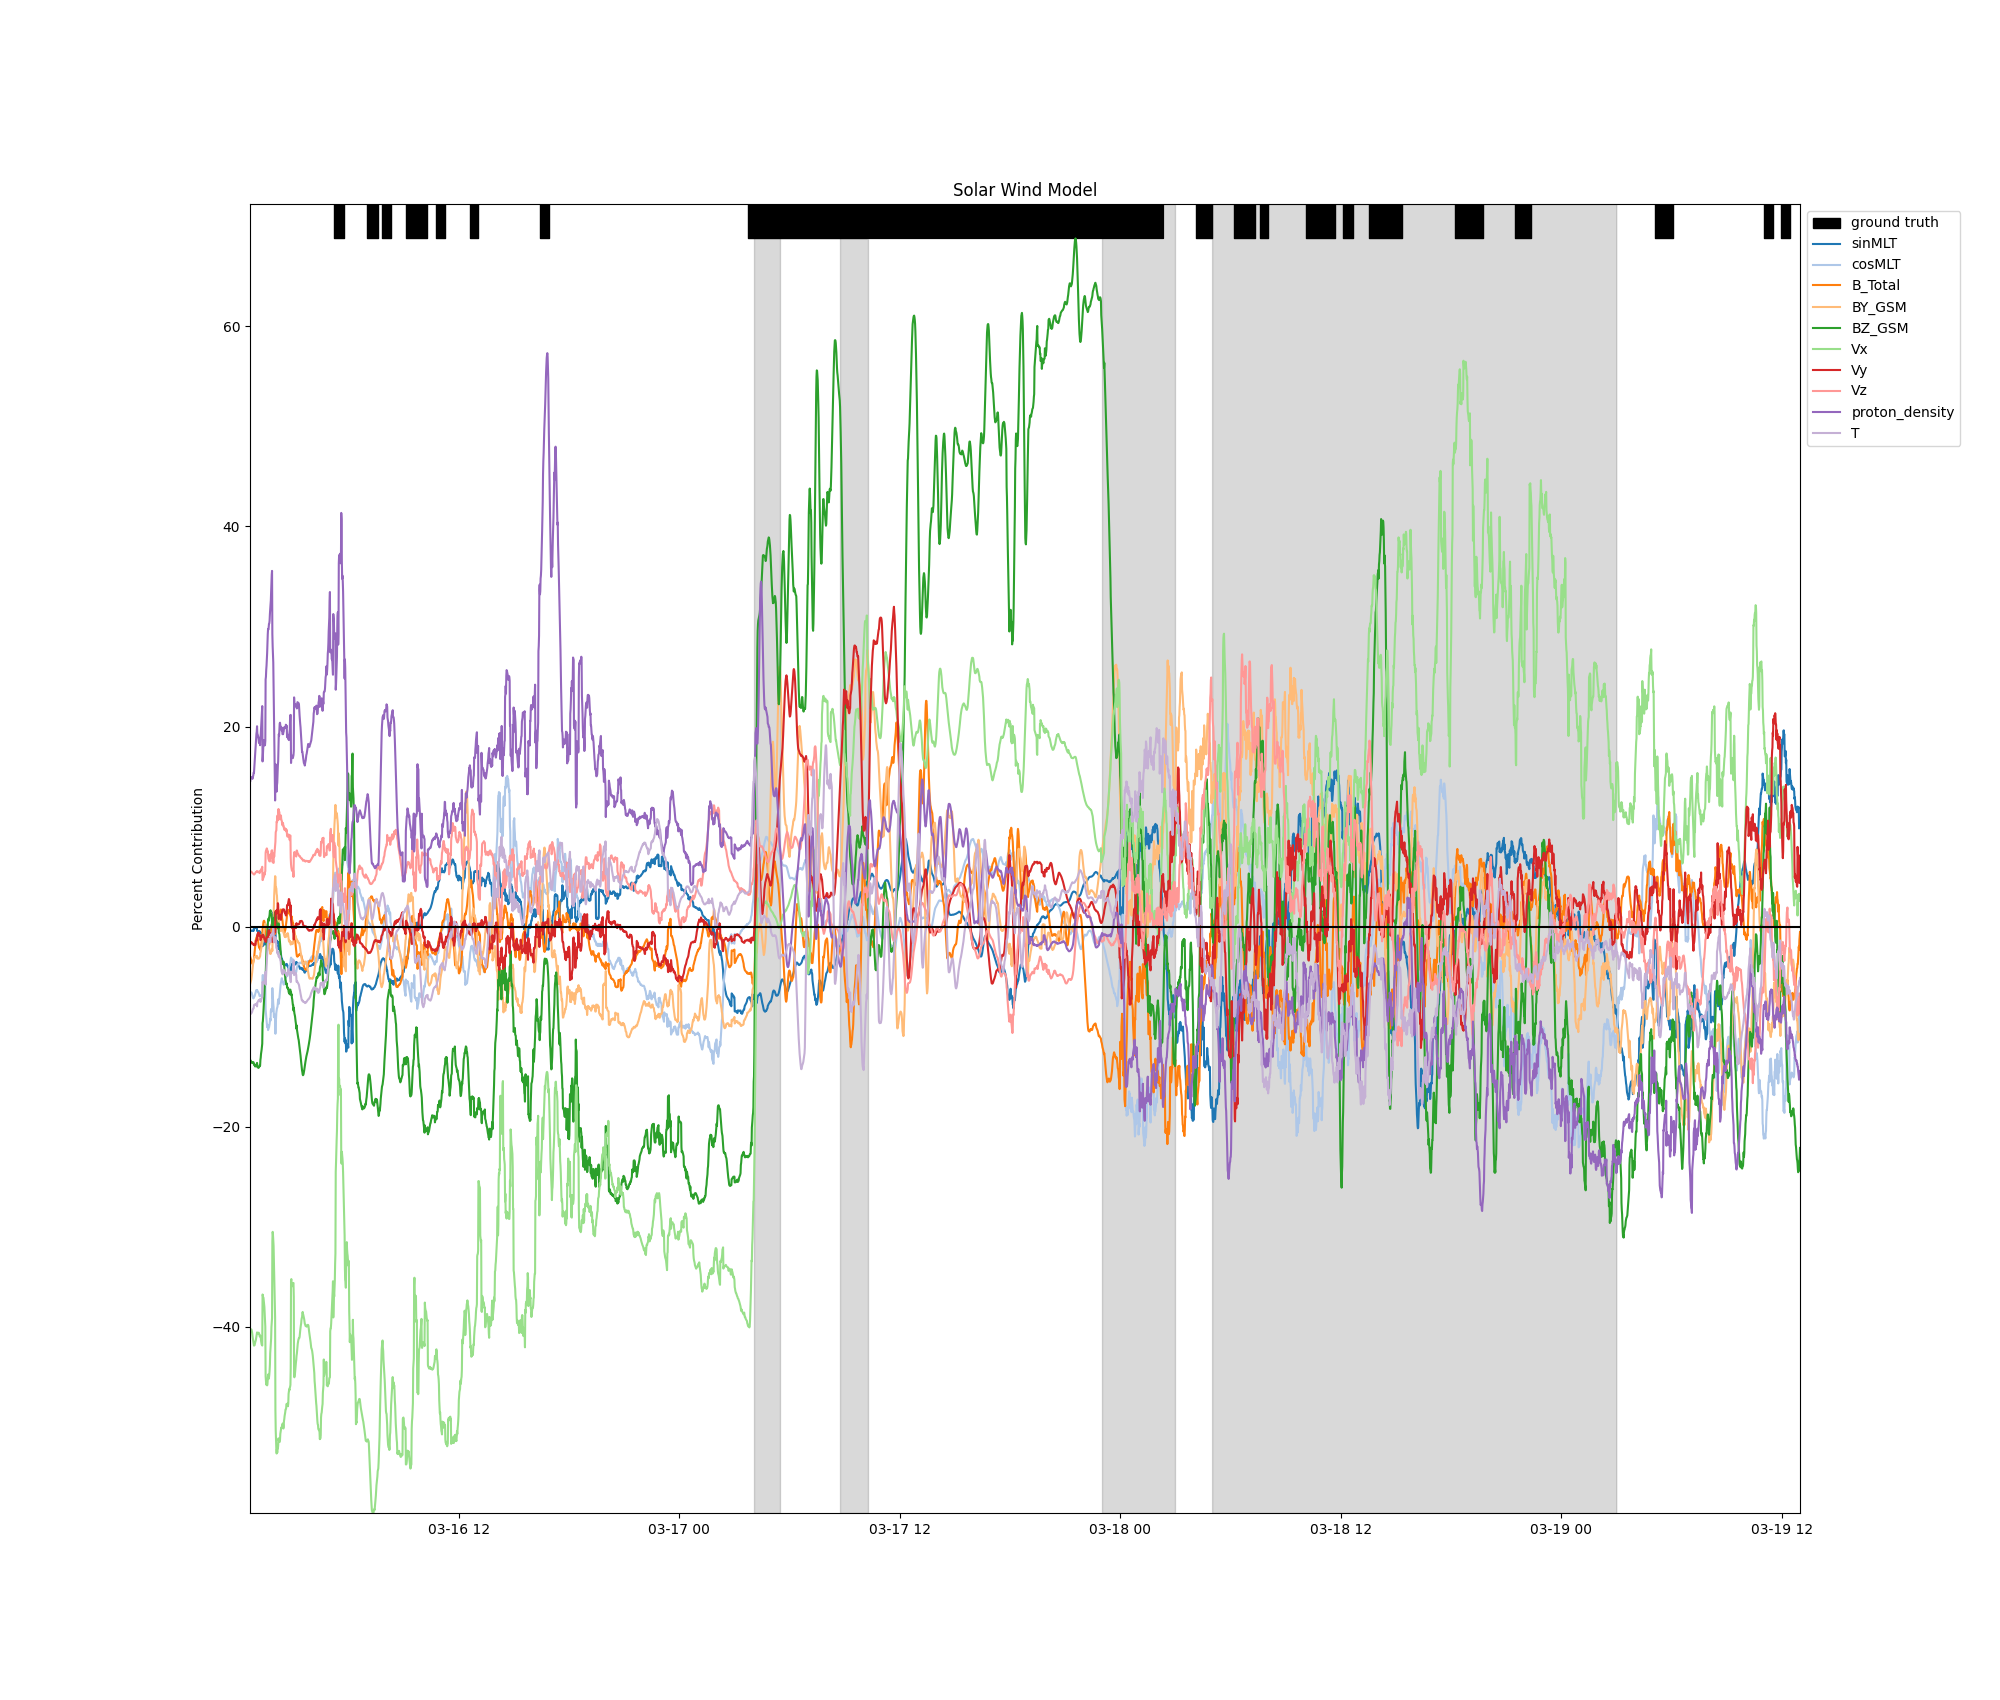 Solar Wind Model
ground truth
sinMLT
cosMLT
B_Total
BY_GSM
BZ_GSM
Vx
Vy
Vz
proton_density
T
Percent Contribution
60
40
20
0
−20
−40
03-16 12
03-17 00
03-17 12
03-18 00
03-18 12
03-19 00
03-19 12